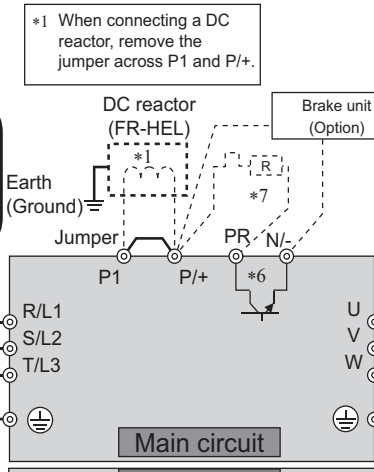 *1 When connecting a DC
reactor, remove the
jumper across P1 and P/+.
DC reactor
(FR-HEL)
Brake unit
(Option)
*1
R
*7
Earth
(Ground)
Jumper
PR
N/-
P1
P/+
*6
R/L1
S/L2
T/L3
U
V
W
Main circuit